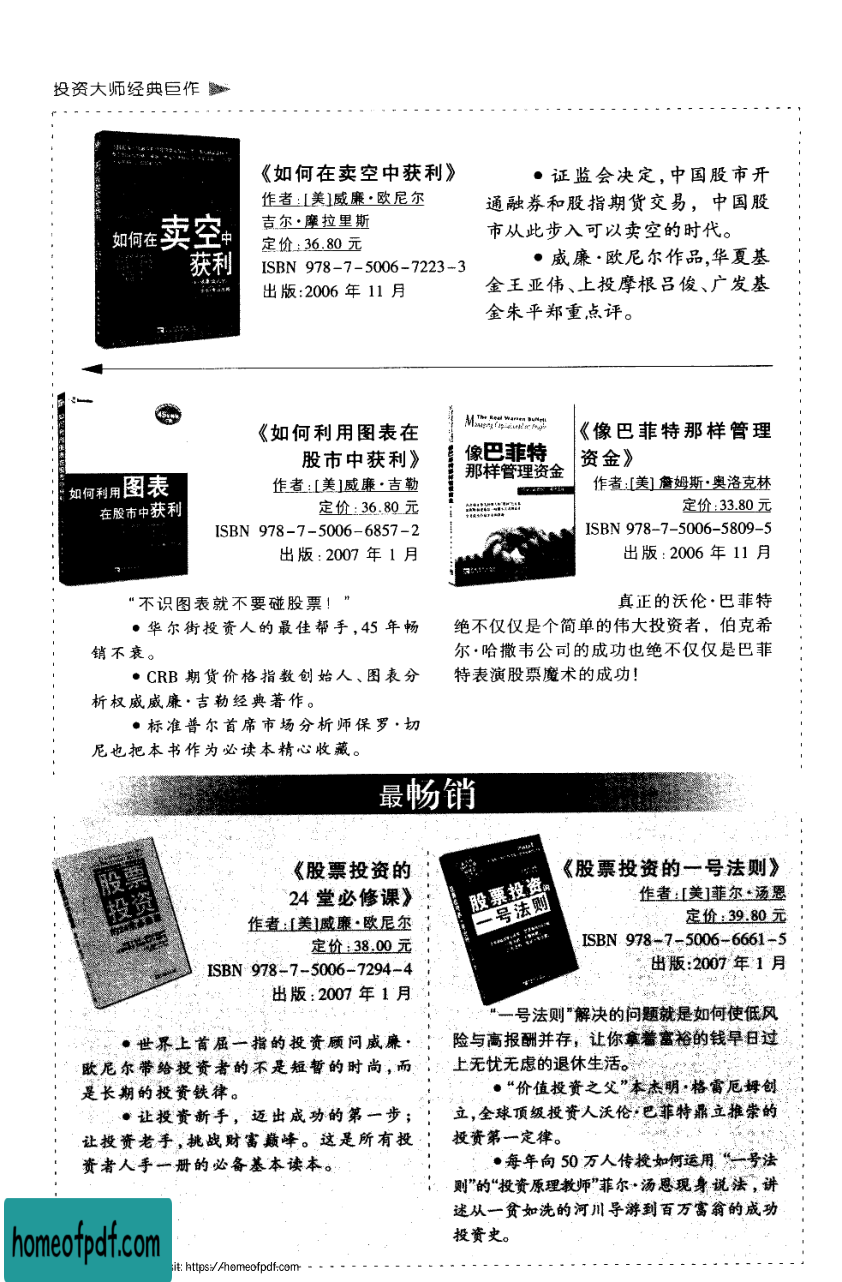 投资大师经典巨作
如何在卖空中
获利
《如何在卖空中获利》
作者:[美]威廉·欧尼尔
吉尔·摩拉里斯
定价:36.80 元
ISBN 978-7-5006-7223-3
出版:2006 年 11 月
● 证监会决定,中国股市开
通融券和股指期货交易，中国股
市从此步入可以卖空的时代。
● 威廉·欧尼尔作品,华夏基
金王亚伟、上投摩根吕俊、广发基
金朱平郑重点评。
如何利用图表
在股市中获利
《如何利用图表在
股市中获利》
作者:[美]威廉·吉勒
定价:36.80 元
ISBN 978-7-5006-6857-2
出版:2007 年 1 月
“不识图表就不要碰股票！”
● 华尔街投资人的最佳帮手,45 年畅
销不衰。
● CRB 期货价格指数创始人、图表分
析权威威廉·吉勒经典著作。
● 标准普尔首席市场分析师保罗·切
尼也把本书作为必读本精心收藏。
The Real Warren Buffett
像巴菲特
那样管理资金
《像巴菲特那样管理
资金》
作者:[美] 詹姆斯·奥洛克林
定价:33.80 元
ISBN 978-7-5006-5809-5
出版:2006 年 11 月
真正的沃伦·巴菲特
绝不仅仅是个简单的伟大投资者，伯克希
尔·哈撒韦公司的成功也绝不仅仅是巴菲
特表演股票魔术的成功！
最畅销
股票
投资
《股票投资的
24 堂必修课》
作者:[美]威廉·欧尼尔
定价:38.00 元
ISBN 978-7-5006-7294-4
出版:2007 年 1 月
● 世界上首屈一指的投资顾问威廉·
欧尼尔带给投资者的不是短暂的时尚,而
是长期的投资铁律。
● 让投资新手，迈出成功的第一步；
让投资老手,挑战财富巅峰。这是所有投
资者人手一册的必备基本读本。
股票投资的
一号法则
《股票投资的一号法则》
作者:[美]菲尔·汤恩
定价:39.80 元
ISBN 978-7-5006-6661-5
出版:2007 年 1 月
“一号法则”解决的问题就是如何使低风
险与高报酬并存，让你拿着富裕的钱早日过
上无忧无虑的退休生活。
● “价值投资之父”本杰明·格雷厄姆创
立,全球顶级投资人沃伦·巴菲特鼎立推崇的
投资第一定律。
● 每年向 50 万人传授如何运用“一号法
则”的“投资原理教师”菲尔·汤恩现身说法，讲
述从一贫如洗的河川导游到百万富翁的成功
投资史。
homeofpdf.com
sit: https://homeofpdf.com